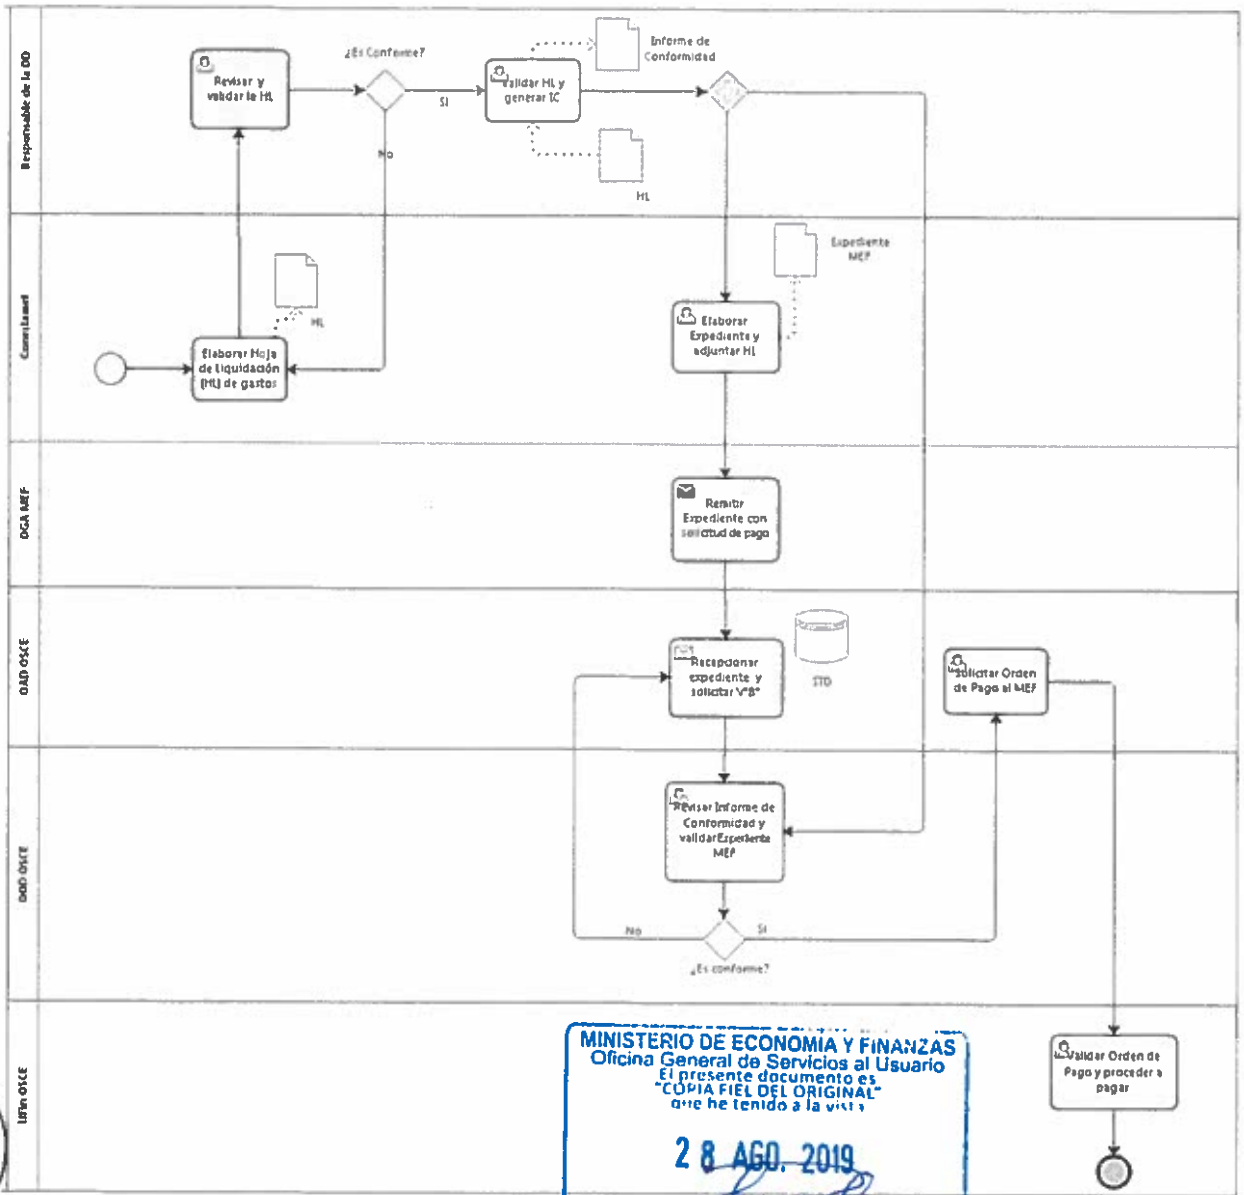 Responsable de la DD
Revisar y
validar la HL
¿Es Conforme?
Si
No
Validar HL y
generar IC
Informe de
Conformidad
HL
Elaborar Hoja
de Liquidación
(HL) de gastos
HL
Elaborar
Expediente y
adjuntar HL
Expediente
MEF
OGA MEF
Remitir
Expediente con
solicitud de pago
OAD OSCE
Recepcionar
expediente y
solicitar V°B°
STD
Solicitar Orden
de Pago al MEF
OSCE
Revisar Informe de
Conformidad y
validar Expediente
MEF
No
Si
¿Es conforme?
UFin OSCE
Validar Orden de
Pago y proceder a
pagar
MINISTERIO DE ECONOMIA Y FINANZAS
Oficina General de Servicios al Usuario
El presente documento es
"COPIA FIEL DEL ORIGINAL"
que he tenido a la vista
28 AGO. 2019